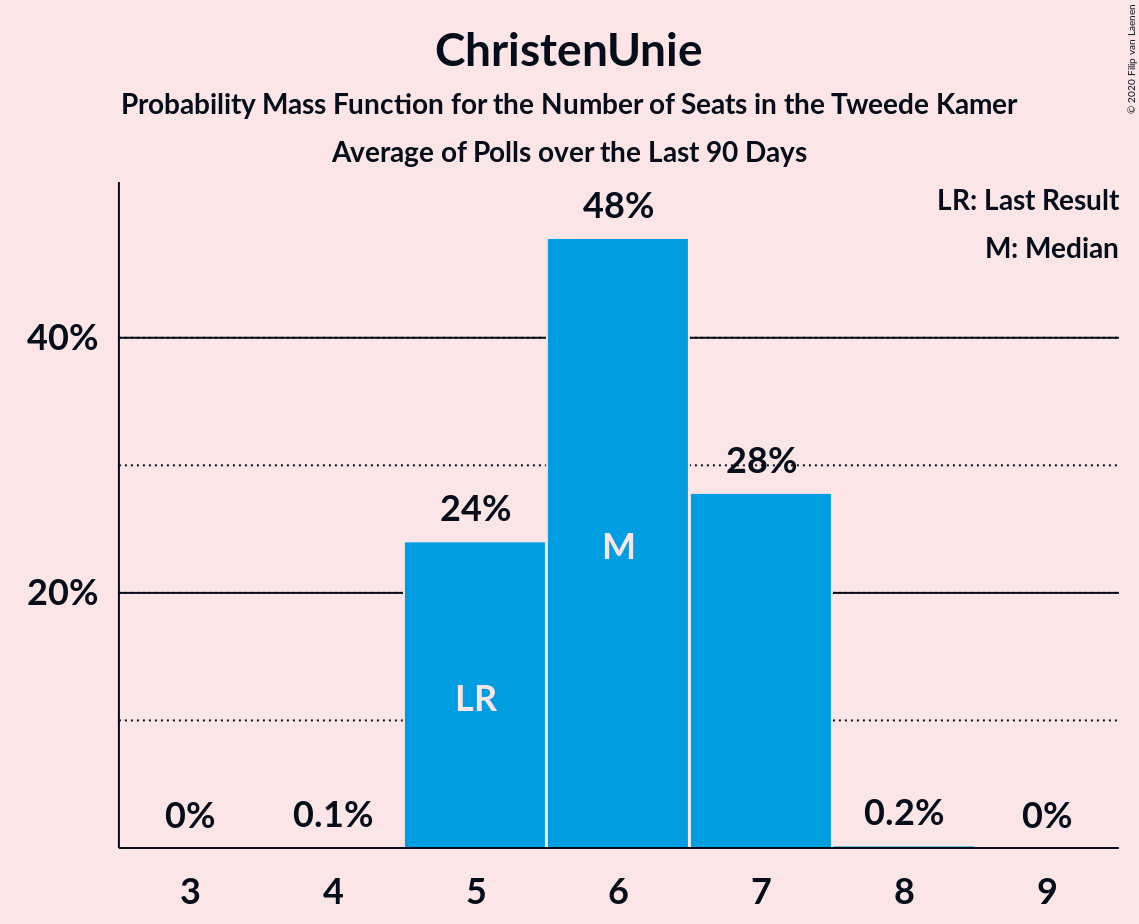 ChristenUnie
Probability Mass Function for the Number of Seats in the Tweede Kamer
Average of Polls over the Last 90 Days
© 2020 Filip van Laenen
LR: Last Result
M: Median
40%
20%
0%
0.1%
24%
48%
28%
0.2%
0%
LR
M
3 4 5 6 7 8 9